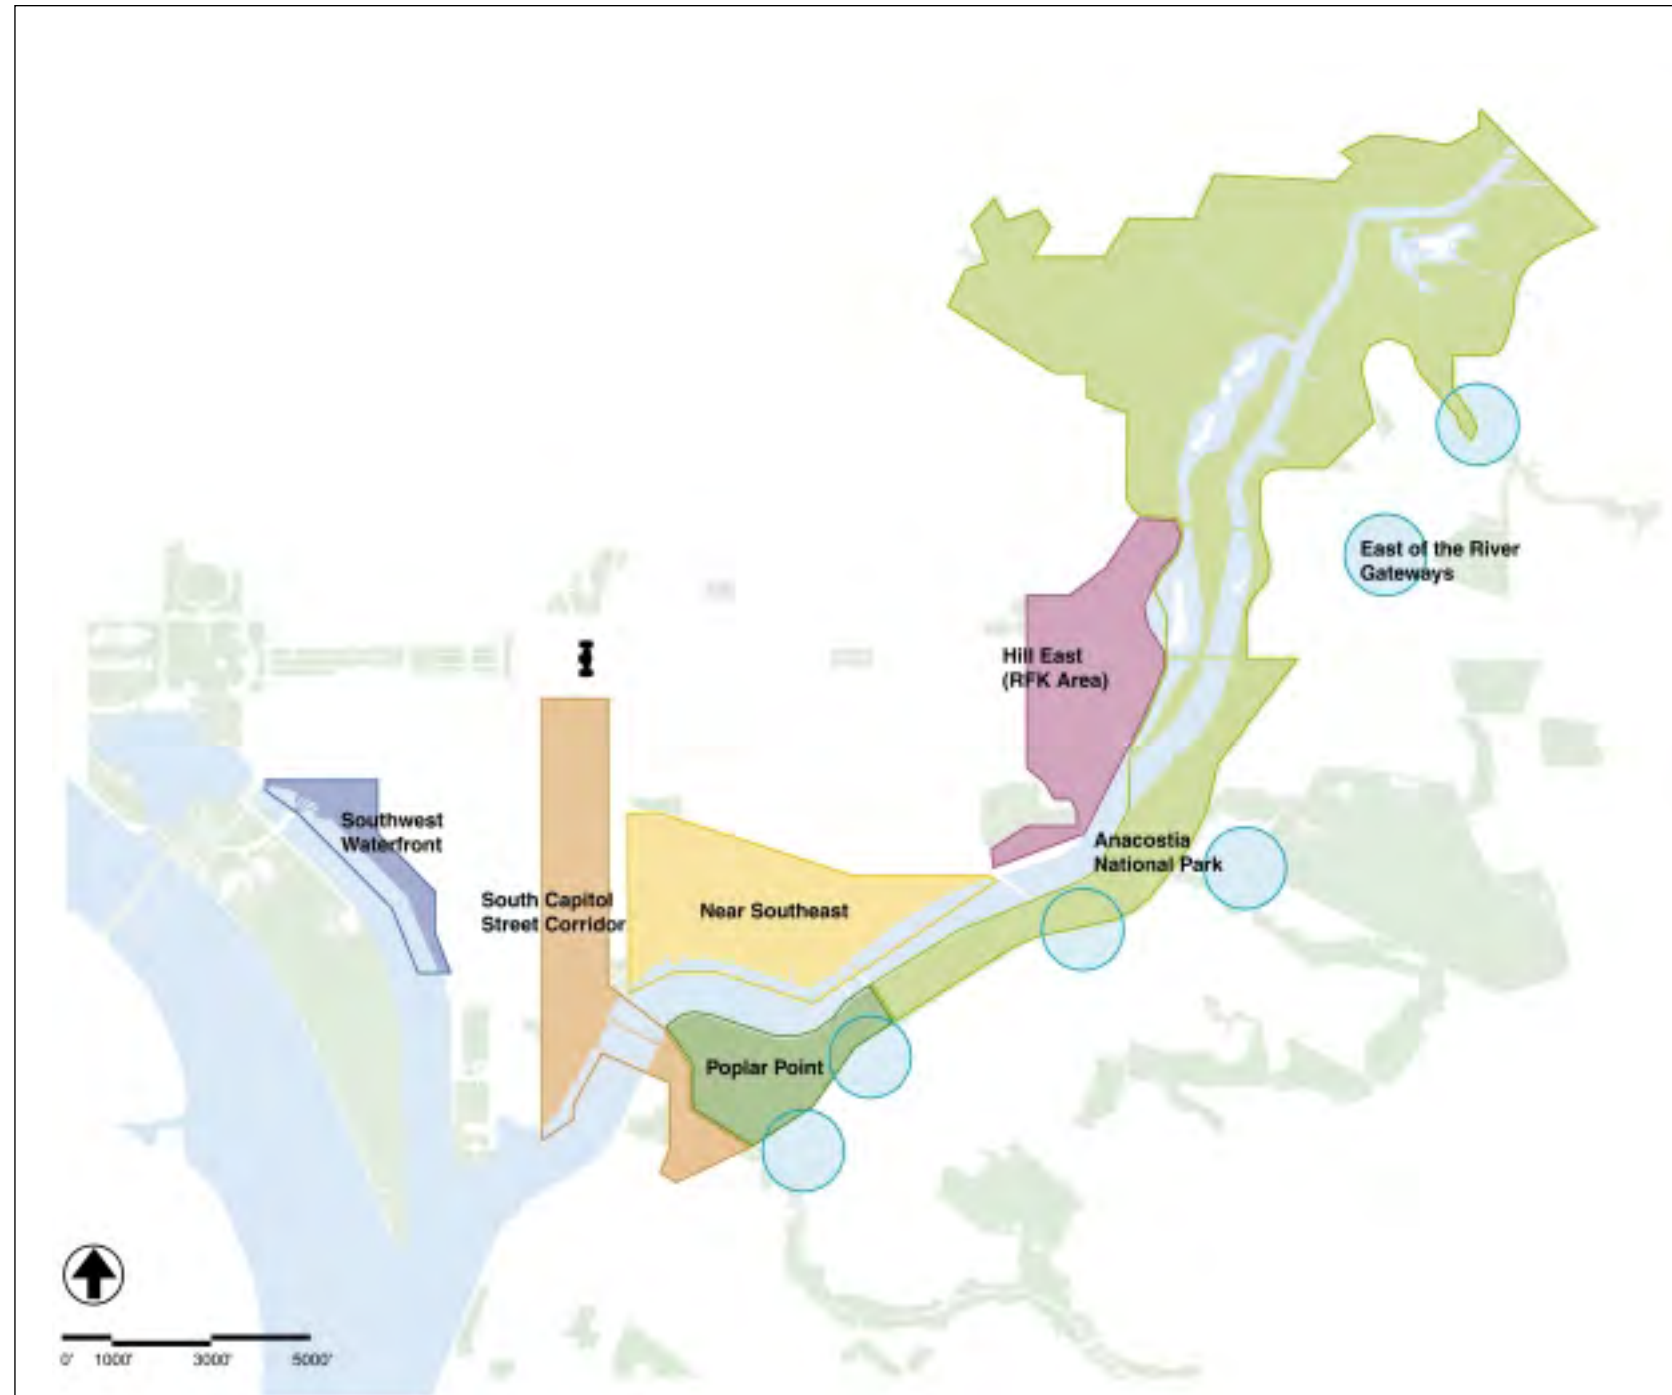 East of the River
Gateways
Hill East
(RFK Area)
Southwest
Waterfront
Anacostia
National Park
South Capitol
Street Corridor
Near Southeast
Poplar Point
0' 1000' 3000' 5000'